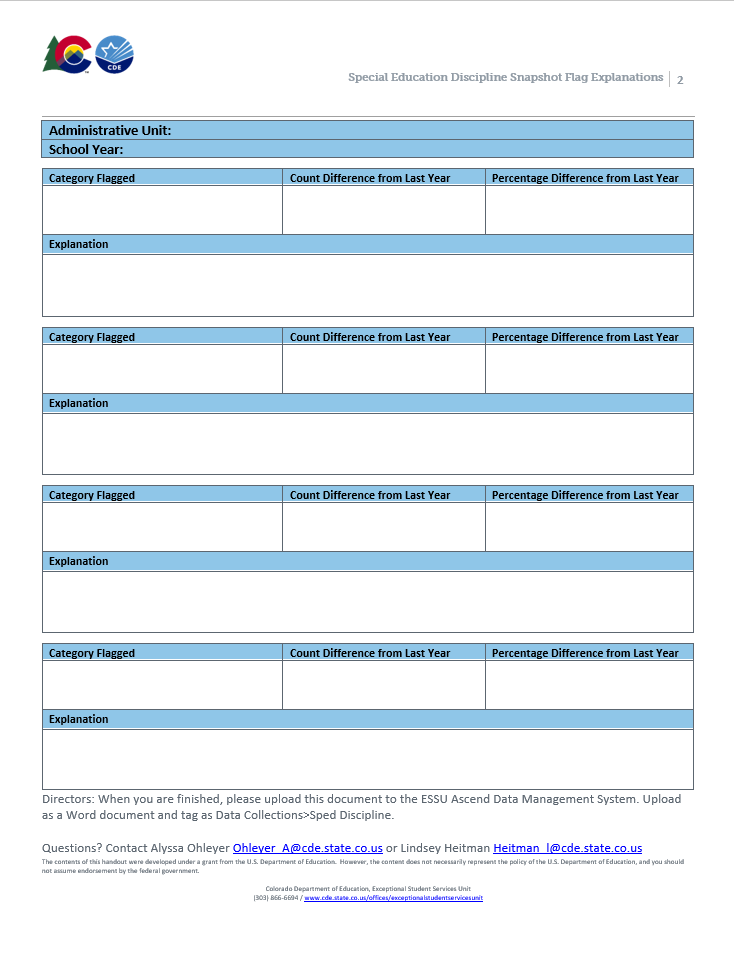 CDE
Special Education Discipline Snapshot Flag Explanations 2
Administrative Unit:
School Year:
Category Flagged Count Difference from Last Year Percentage Difference from Last Year
Explanation
Category Flagged Count Difference from Last Year Percentage Difference from Last Year
Explanation
Category Flagged Count Difference from Last Year Percentage Difference from Last Year
Explanation
Category Flagged Count Difference from Last Year Percentage Difference from Last Year
Explanation
Directors: When you are finished, please upload this document to the ESSU Ascend Data Management System. Upload
as a Word document and tag as Data Collections>Sped Discipline.
Questions? Contact Alyssa Ohleyer Ohleyer_A@cde.state.co.us or Lindsey Heitman Heitman_l@cde.state.co.us
The contents of this handout were developed under a grant from the U.S. Department of Education. However, the content does not necessarily represent the policy of the U.S. Department of Education, and you should
not assume endorsement by the federal government.
Colorado Department of Education, Exceptional Student Services Unit
(303) 866-6694 / www.cde.state.co.us/offices/exceptionalstudentservicesunit